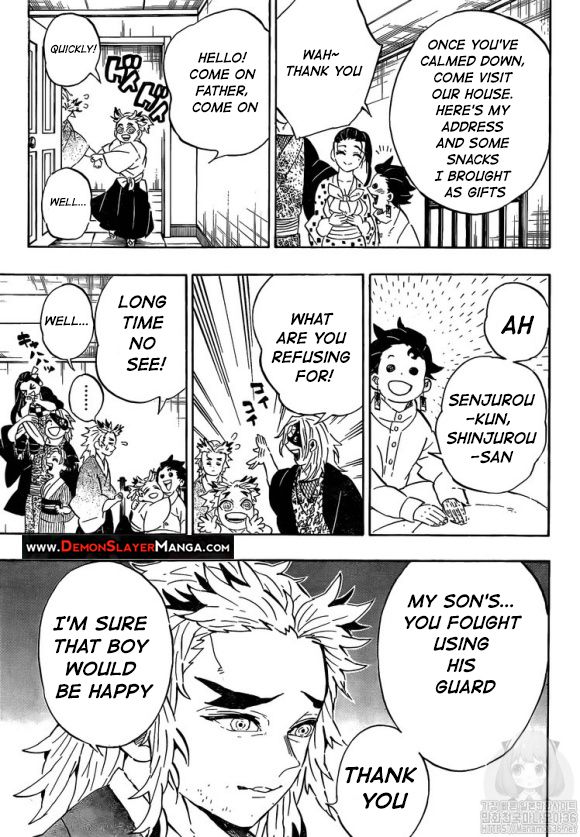 ONCE YOU'VE
CALMED DOWN,
COME VISIT
OUR HOUSE.
HERE'S MY
ADDRESS
AND SOME
SNACKS
I BROUGHT
AS GIFTS
WAH~
THANK YOU
HELLO!
COME ON
FATHER,
COME ON
QUICKLY!
WELL...
AH
SENJUROU
-KUN,
SHINJUROU
-SAN
WHAT
ARE YOU
REFUSING
FOR!
LONG
TIME
NO
SEE!
WELL...
WWW.DEMONSLAYERMANGA.COM
MY SON'S...
YOU FOUGHT
USING
HIS
GUARD
I'M SURE
THAT BOY
WOULD
BE HAPPY
THANK
YOU